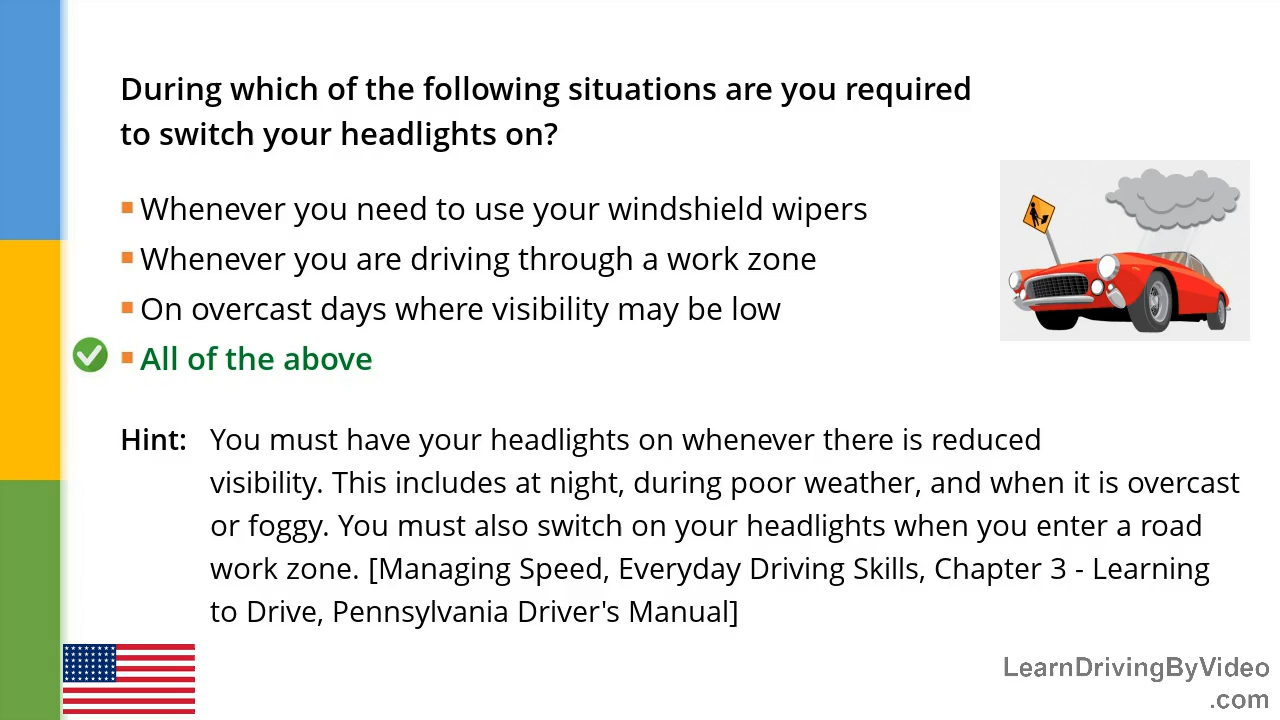 During which of the following situations are you required
to switch your headlights on?
Whenever you need to use your windshield wipers
Whenever you are driving through a work zone
On overcast days where visibility may be low
All of the above
Hint: You must have your headlights on whenever there is reduced
visibility. This includes at night, during poor weather, and when it is overcast
or foggy. You must also switch on your headlights when you enter a road
work zone. [Managing Speed, Everyday Driving Skills, Chapter 3 - Learning
to Drive, Pennsylvania Driver's Manual]
LearnDrivingByVideo
.com